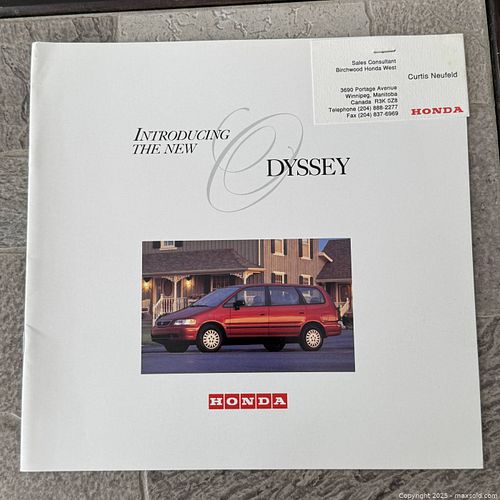 Sales Consultant
Birchwood Honda West
Curtis Neufeld
3690 Portage Avenue
Winnipeg, Manitoba
Canada R3K 0Z8
Telephone (204) 888-2277
Fax (204) 837-6969
HONDA
INTRODUCING
THE NEW
ODYSSEY
HONDA
Copyright © 2025 - maxsold.com